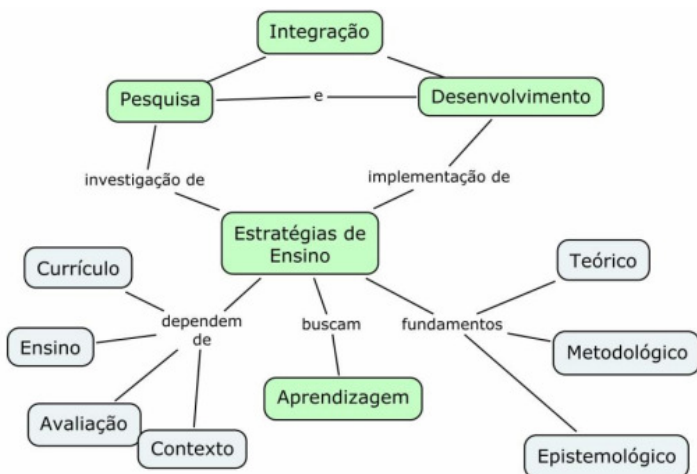 Integração
Pesquisa
e
Desenvolvimento
investigação de
implementação de
Estratégias de
Ensino
Currículo
Teórico
dependem
de
buscam
fundamentos
Ensino
Metodológico
Aprendizagem
Avaliação
Contexto
Epistemológico